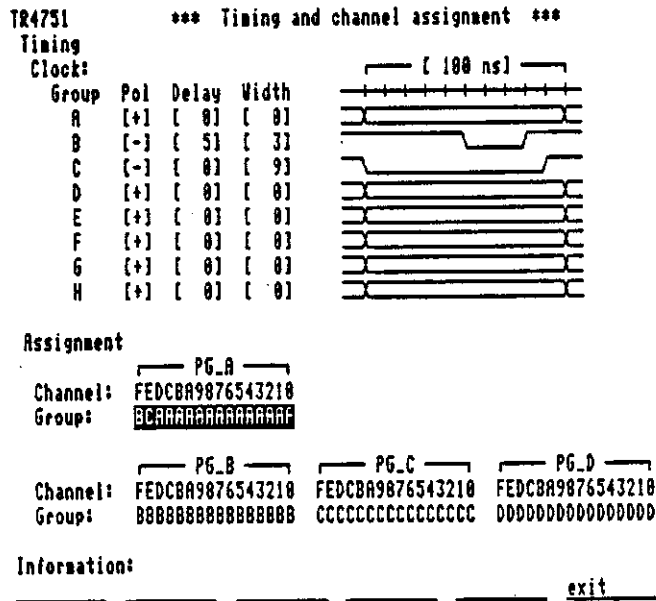 TR4751 *** Timing and channel assignment ***
Timing
Clock: [ 100 ns]
Group Pol Delay Width
A [+] [ 0] [ 0]
B [-] [ 5] [ 3]
C [-] [ 0] [ 9]
D [+] [ 0] [ 0]
E [+] [ 0] [ 0]
F [+] [ 0] [ 0]
G [+] [ 0] [ 0]
H [+] [ 0] [ 0]
Assignment
PG_A
Channel: FEDCBA9876543210
Group: BCAAAAAAAAAAAAAF
PG_B PG_C PG_D
Channel: FEDCBA9876543210 FEDCBA9876543210 FEDCBA9876543210
Group: BBBBBBBBBBBBBBBB CCCCCCCCCCCCCCCC DDDDDDDDDDDDDDDD
Information:
exit